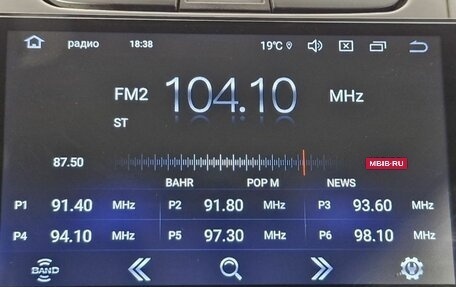 радио 18:38 19°C
FM2 104.10 MHz
ST
87.50 MBIB-RU
BAHR POP M NEWS
P1 91.40 MHz P2 91.80 MHz P3 93.60 MHz
P4 94.10 MHz P5 97.30 MHz P6 98.10 MHz
BAND